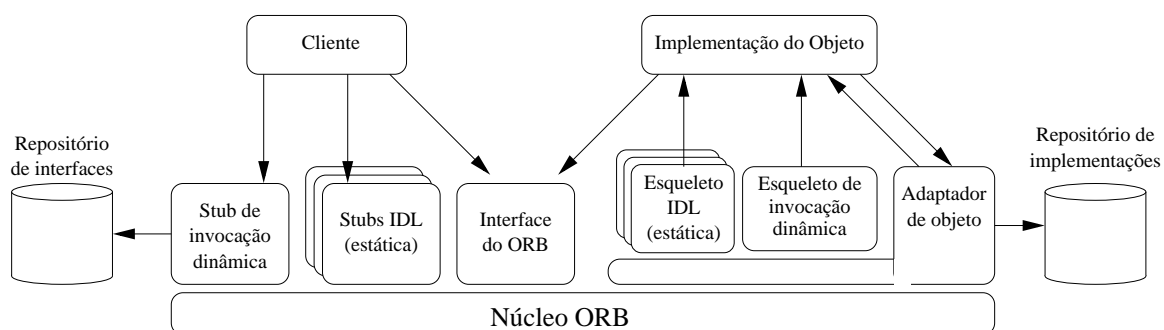 Cliente
Implementação do Objeto
Repositório
de interfaces
Stub de
invocação
dinâmica
Stubs IDL
(estática)
Interface
do ORB
Esqueleto
IDL
(estática)
Esqueleto de
invocação
dinâmica
Adaptador
de objeto
Repositório de
implementações
Núcleo ORB